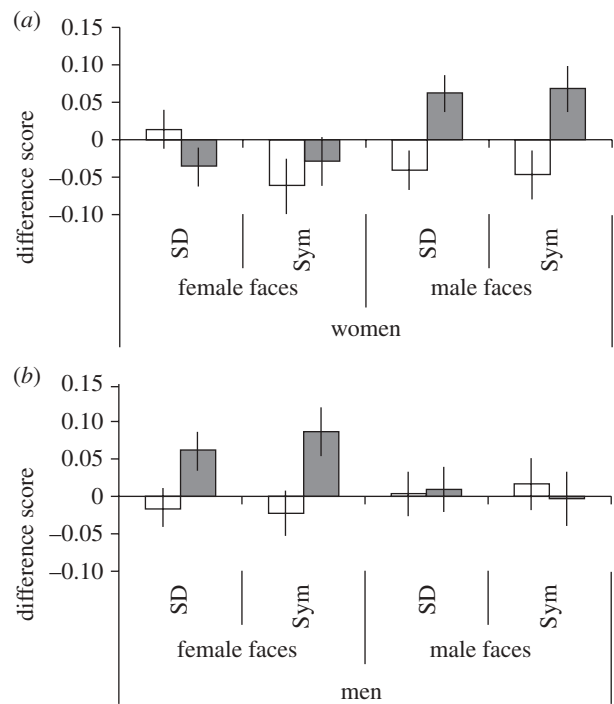 (a)
0.15
0.10
0.05
0
−0.05
−0.10
difference score
SD
Sym
SD
Sym
female faces
male faces
women
(b)
0.15
0.10
0.05
0
−0.05
−0.10
difference score
SD
Sym
SD
Sym
female faces
male faces
men